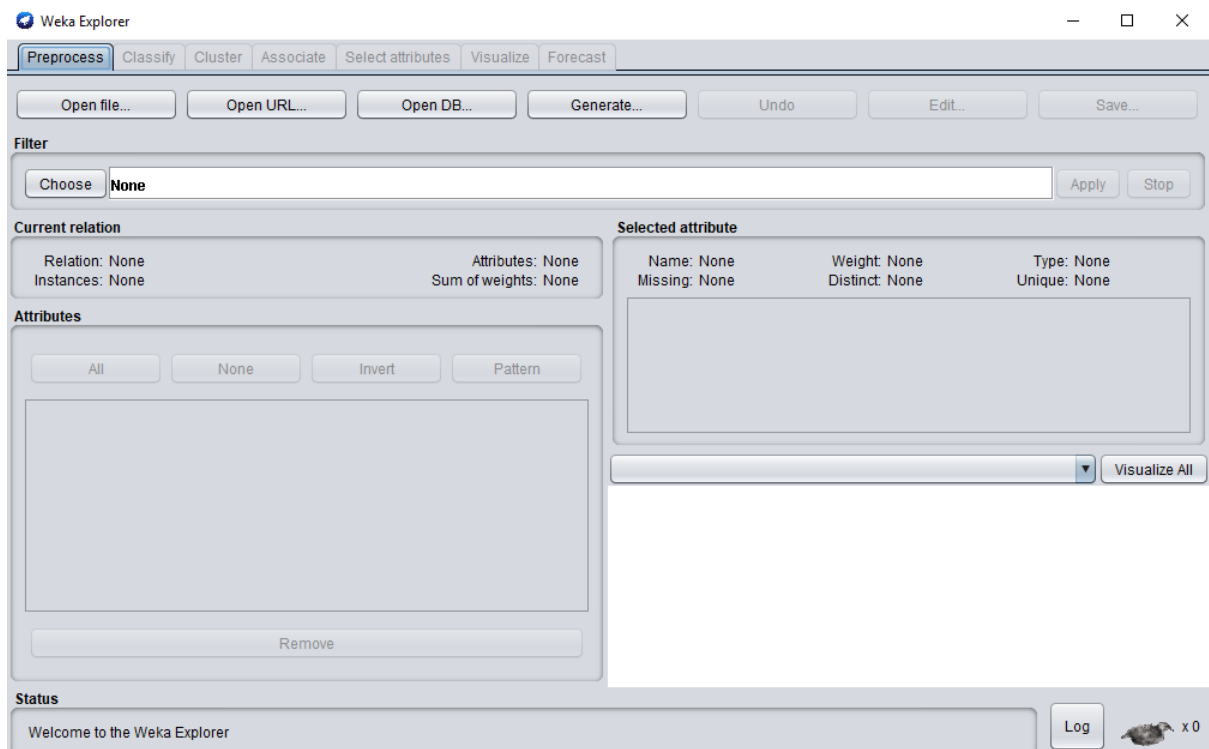 Weka Explorer
Preprocess Classify Cluster Associate Select attributes Visualize Forecast
Open file... Open URL... Open DB... Generate... Undo Edit... Save...
Filter
Choose None Apply Stop
Current relation
Relation: None Attributes: None
Instances: None Sum of weights: None
Selected attribute
Name: None Weight: None Type: None
Missing: None Distinct: None Unique: None
Attributes
All None Invert Pattern
Remove
Visualize All
Status
Welcome to the Weka Explorer
Log x 0